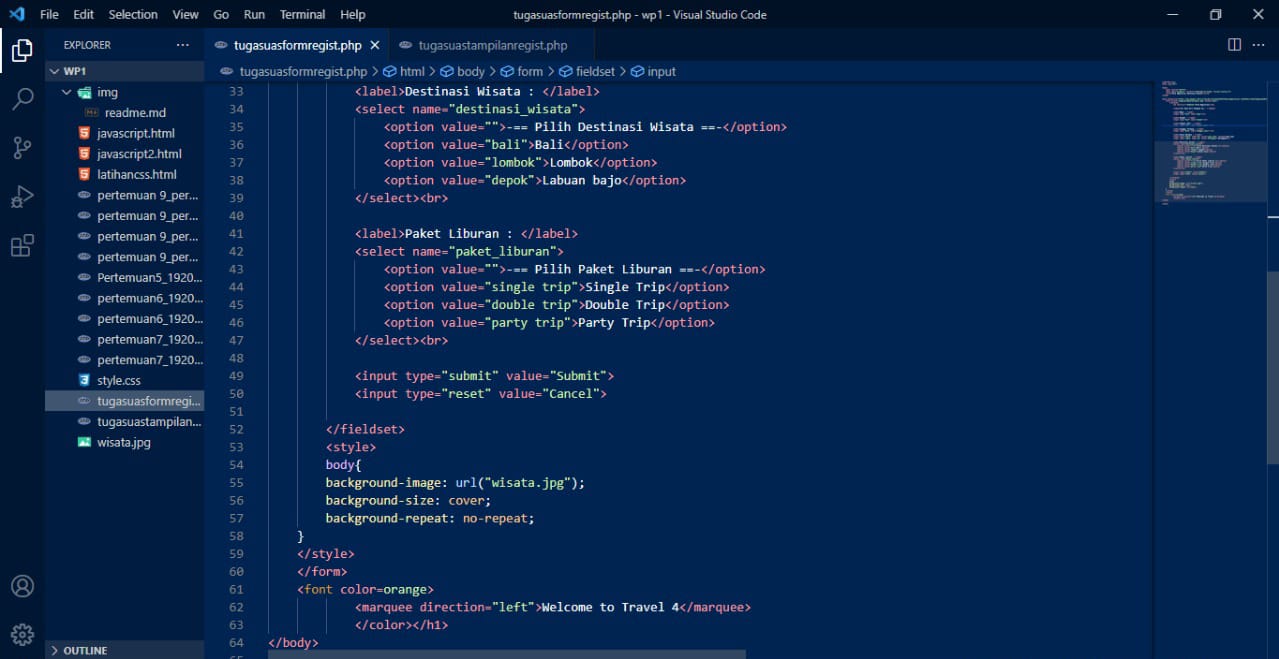 File Edit Selection View Go Run Terminal Help
tugasuasformregist.php - wp1 - Visual Studio Code
EXPLORER
WP1
img
readme.md
javascript.html
javascript2.html
latihancss.html
pertemuan 9_per...
pertemuan 9_per...
pertemuan 9_per...
pertemuan 9_per...
Pertemuan5_1920...
pertemuan6_1920...
pertemuan6_1920...
pertemuan7_1920...
pertemuan7_1920...
style.css
tugasuasformregi...
tugasuastampilan...
wisata.jpg
OUTLINE
tugasuasformregist.php tugasuastampilanregist.php
tugasuasformregist.php > html > body > form > fieldset > input
33 <label>Destinasi Wisata : </label>
34 <select name="destinasi_wisata">
35 <option value="">-== Pilih Destinasi Wisata ==-</option>
36 <option value="bali">Bali</option>
37 <option value="lombok">Lombok</option>
38 <option value="depok">Labuan bajo</option>
39 </select><br>
40
41 <label>Paket Liburan : </label>
42 <select name="paket_liburan">
43 <option value="">-== Pilih Paket Liburan ==-</option>
44 <option value="single trip">Single Trip</option>
45 <option value="double trip">Double Trip</option>
46 <option value="party trip">Party Trip</option>
47 </select><br>
48
49 <input type="submit" value="Submit">
50 <input type="reset" value="Cancel">
51
52 </fieldset>
53 <style>
54 body{
55 background-image: url("wisata.jpg");
56 background-size: cover;
57 background-repeat: no-repeat;
58 }
59 </style>
60 </form>
61 <font color=orange>
62 <marquee direction="left">Welcome to Travel 4</marquee>
63 </color></h1>
64 </body>